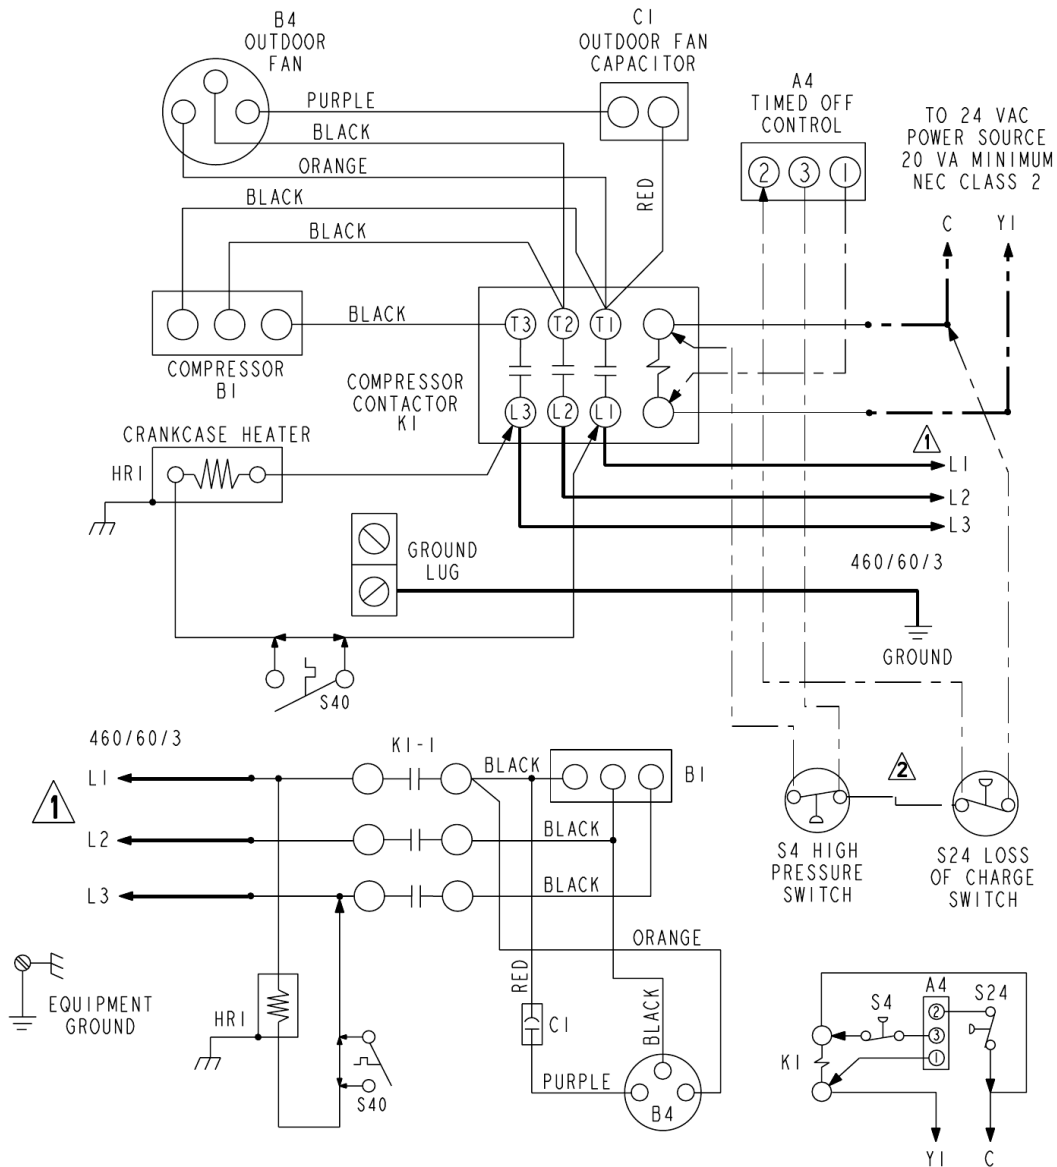 B4
OUTDOOR
FAN
C1
OUTDOOR FAN
CAPACITOR
A4
TIMED OFF
CONTROL
TO 24 VAC
POWER SOURCE
20 VA MINIMUM
NEC CLASS 2
PURPLE
BLACK
ORANGE
BLACK
BLACK
RED
2 3 1
C Y1
BLACK
T3 T2 T1
COMPRESSOR
B1
COMPRESSOR
CONTACTOR
K1
L3 L2 L1
CRANKCASE HEATER
HR1
1
L1
L2
L3
460/60/3
GROUND
LUG
GROUND
S40
460/60/3
K1-1
L1
BLACK
B1
1
L2
BLACK
L3
BLACK
2
S4 HIGH
PRESSURE
SWITCH
S24 LOSS
OF CHARGE
SWITCH
ORANGE
RED
BLACK
EQUIPMENT
GROUND
HR1
C1
S40
PURPLE
B4
A4
S4
S24
2
3
1
K1
Y1 C